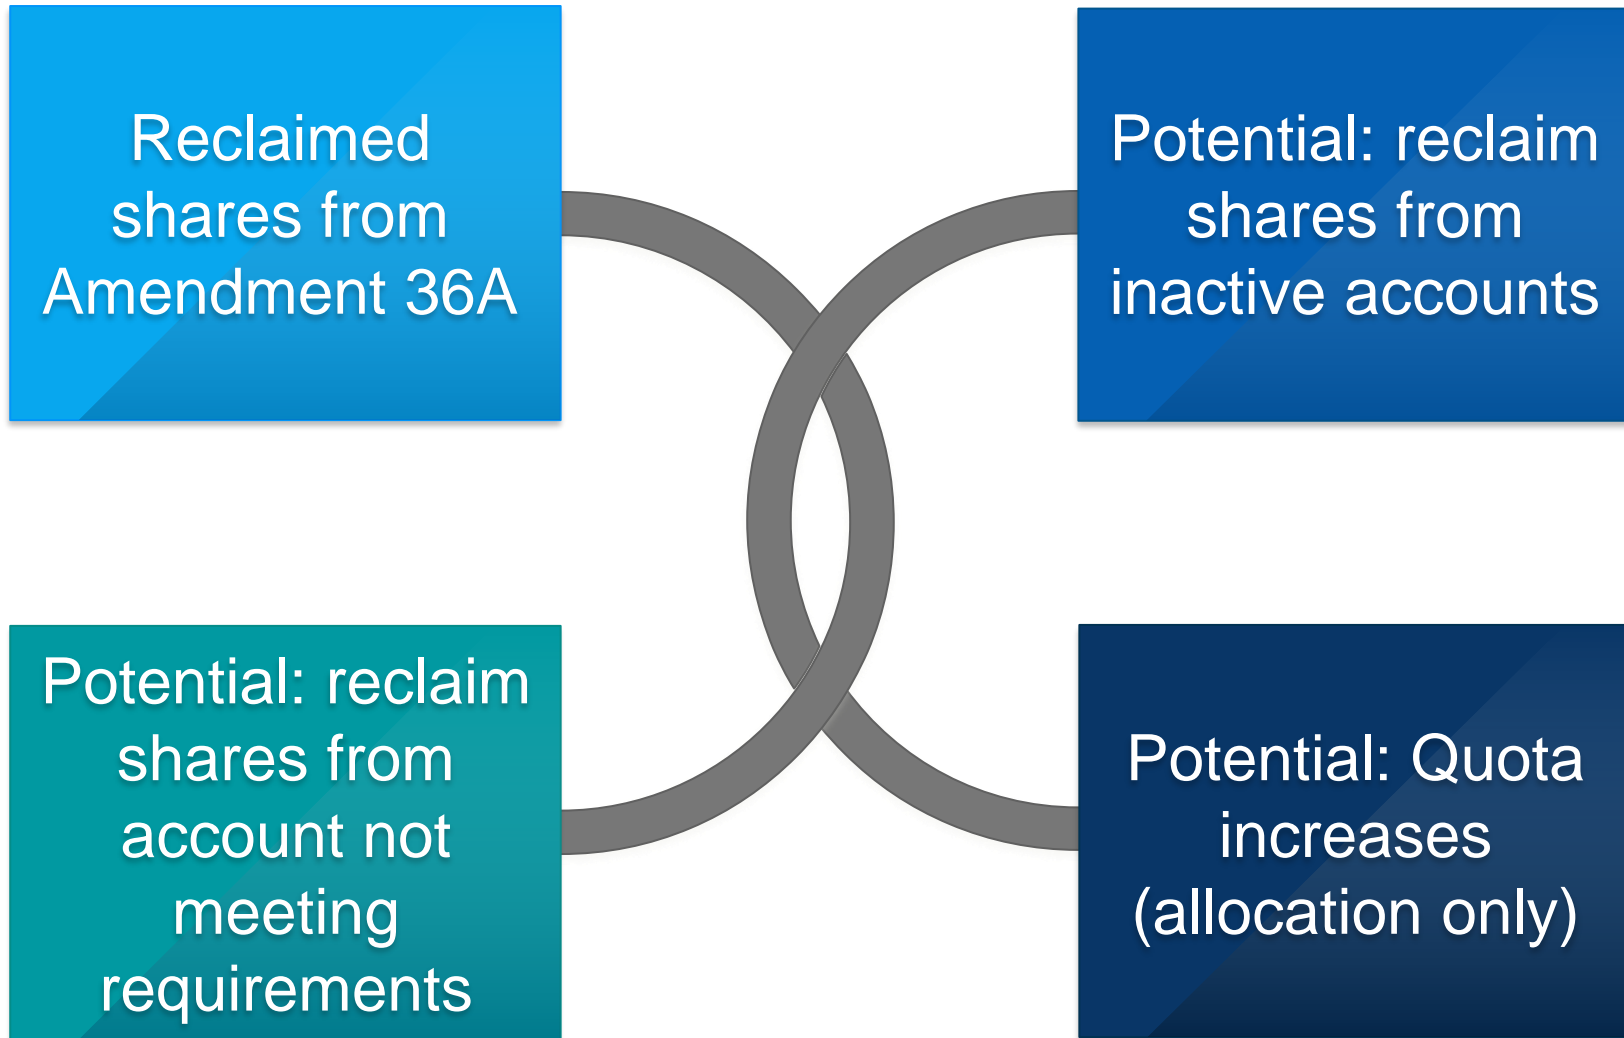 Reclaimed
shares from
Amendment 36A
Potential: reclaim
shares from
inactive accounts
Potential: reclaim
shares from
account not
meeting
requirements
Potential: Quota
increases
(allocation only)